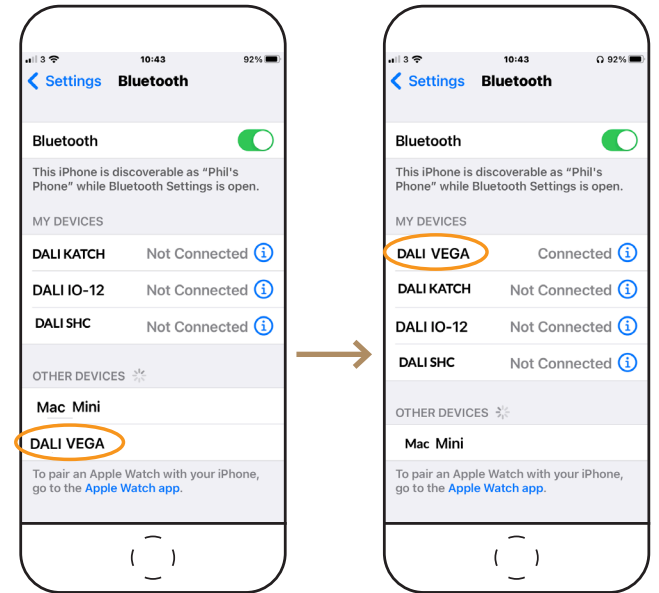 3 10:43 92%
Settings Bluetooth
Bluetooth
This iPhone is discoverable as “Phil's
Phone” while Bluetooth Settings is open.
MY DEVICES
DALI KATCH Not Connected
DALI IO-12 Not Connected
DALI SHC Not Connected
OTHER DEVICES
Mac Mini
DALI VEGA
To pair an Apple Watch with your iPhone,
go to the Apple Watch app.
3 10:43 92%
Settings Bluetooth
Bluetooth
This iPhone is discoverable as “Phil's
Phone” while Bluetooth Settings is open.
MY DEVICES
DALI VEGA Connected
DALI KATCH Not Connected
DALI IO-12 Not Connected
DALI SHC Not Connected
OTHER DEVICES
Mac Mini
To pair an Apple Watch with your iPhone,
go to the Apple Watch app.